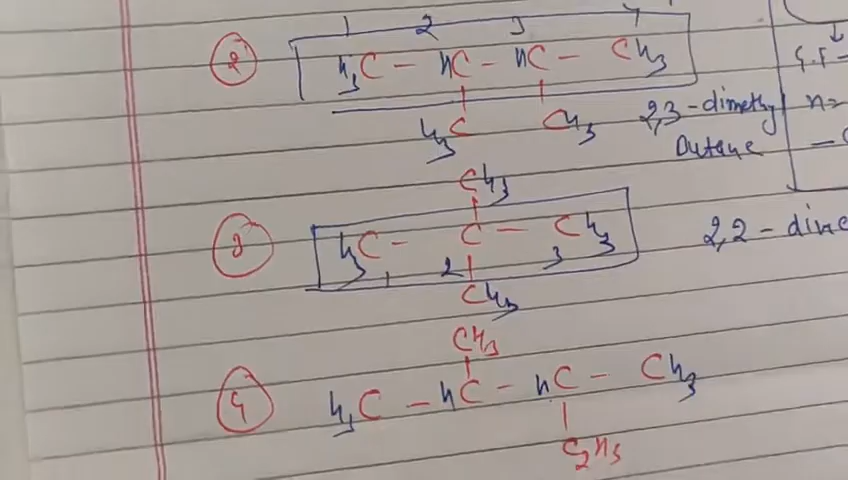 1 2 3 4
2 H₃C – HC – HC – CH₃
H₃C CH₃ 2,3-dimethy
butane
n=
CH₃
3 H₃C – C – CH₃ 2,2-dime
1 2 3
CH₃
CH₃
4 H₃C – HC – HC – CH₃
C₂H₅